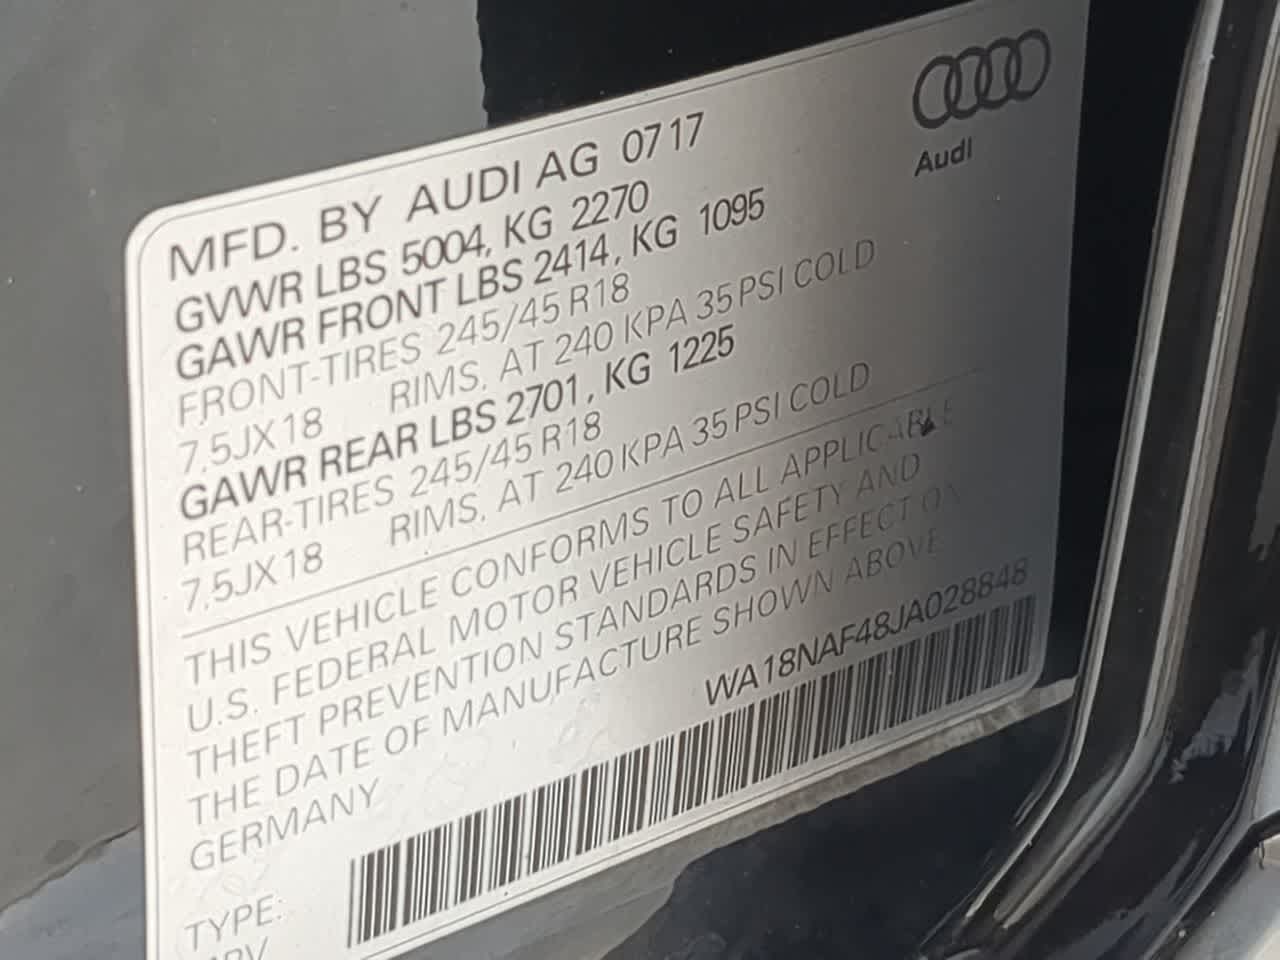 MFD. BY AUDI AG 0717
Audi
GVWR LBS 5004, KG 2270
GAWR FRONT LBS 2414, KG 1095
FRONT-TIRES 245/45 R18
7,5JX18 RIMS, AT 240 KPA 35 PSI COLD
GAWR REAR LBS 2701, KG 1225
REAR-TIRES 245/45 R18
7,5JX18 RIMS, AT 240 KPA 35 PSI COLD
THIS VEHICLE CONFORMS TO ALL APPLICABLE
U.S. FEDERAL MOTOR VEHICLE SAFETY AND
THEFT PREVENTION STANDARDS IN EFFECT ON
THE DATE OF MANUFACTURE SHOWN ABOVE
GERMANY
WA18NAF48JA028848
TYPE: